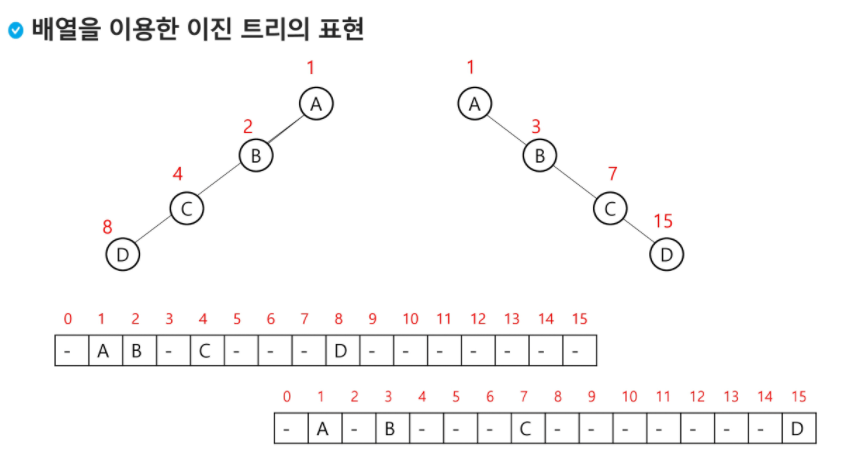 배열을 이용한 이진 트리의 표현
1 1
A A
2 3
B B
4 7
C C
8 15
D D
0 1 2 3 4 5 6 7 8 9 10 11 12 13 14 15
- A B - C - - - D - - - - - - -
0 1 2 3 4 5 6 7 8 9 10 11 12 13 14 15
- A - B - - - C - - - - - - - D